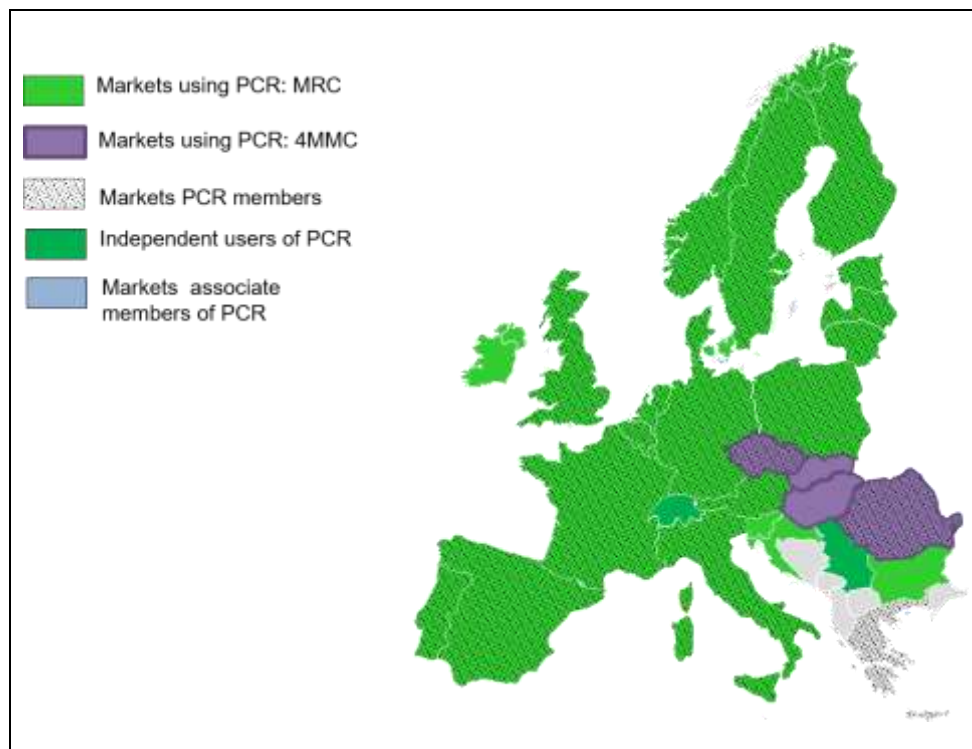 Markets using PCR: MRC
Markets using PCR: 4MMC
Markets PCR members
Independent users of PCR
Markets associate
members of PCR